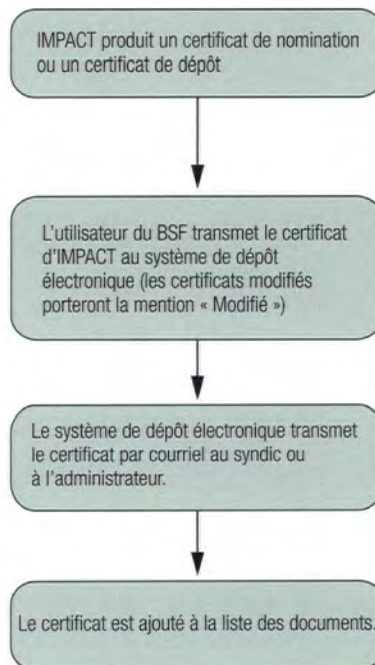 IMPACT produit un certificat de nomination
ou un certificat de dépôt
L'utilisateur du BSF transmet le certificat
d'IMPACT au système de dépôt
électronique (les certificats modifiés
porteront la mention « Modifié »)
Le système de dépôt électronique transmet
le certificat par courriel au syndic ou
à l'administrateur.
Le certificat est ajouté à la liste des documents.